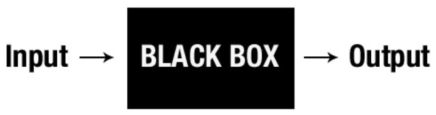 Input → BLACK BOX → Output